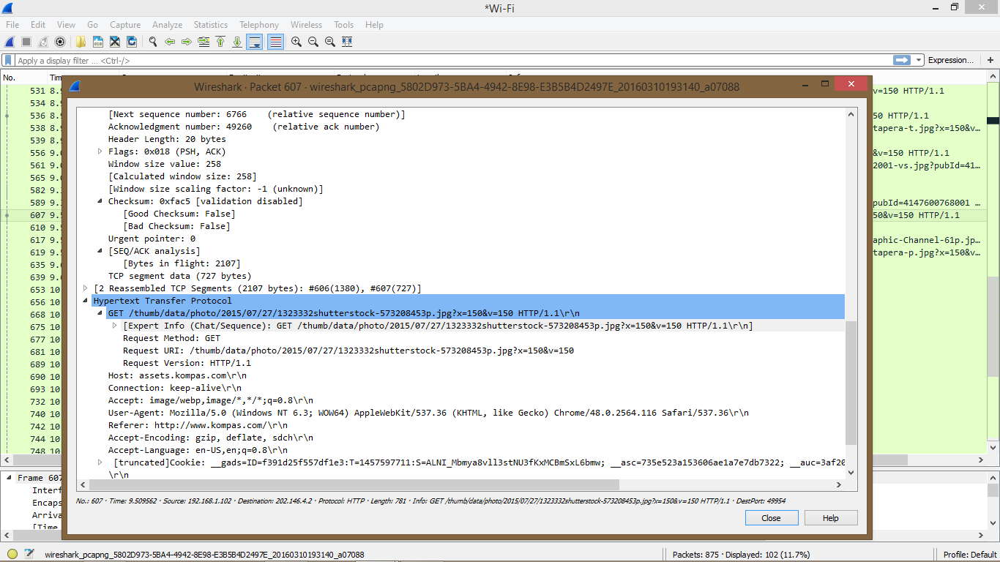 *Wi-Fi
File Edit View Go Capture Analyze Statistics Telephony Wireless Tools Help
Apply a display filter ... <Ctrl-/>
Expression... +
No.
531 8.9
534 8.9
536 8.9
538 8.9
539 8.9
556 9.0
561 9.0
565 9.0
582 9.
589 9.
607 9.5
610 9.5
617 9.5
619 9.5
635 9.
639 9.
653 10
656 10
668 10
675 10
677 10
681 10
689 10
690 10
693 10
732 10
740 10
742 10
744 10
748 10
v=150 HTTP/1.1
50 HTTP/1.1
tapera-t.jpg?x=150&v…
&v=150 HTTP/1.1
2001-vs.jpg?pubId=41…
pubId=4147600768001 …
50&v=150 HTTP/1.1
aphic-Channel-61p.jp…
tapera-p.jpg?x=150&v…
Wireshark · Packet 607 · wireshark_pcapng_5802D973-5BA4-4942-8E98-E3B5B4D2497E_20160310193140_a07088
[Next sequence number: 6766 (relative sequence number)]
Acknowledgment number: 49260 (relative ack number)
Header Length: 20 bytes
Flags: 0x018 (PSH, ACK)
Window size value: 258
[Calculated window size: 258]
[Window size scaling factor: -1 (unknown)]
Checksum: 0xfac5 [validation disabled]
[Good Checksum: False]
[Bad Checksum: False]
Urgent pointer: 0
[SEQ/ACK analysis]
[Bytes in flight: 2107]
TCP segment data (727 bytes)
[2 Reassembled TCP Segments (2107 bytes): #606(1380), #607(727)]
Hypertext Transfer Protocol
GET /thumb/data/photo/2015/07/27/1323332shutterstock-573208453p.jpg?x=150&v=150 HTTP/1.1\r\n
[Expert Info (Chat/Sequence): GET /thumb/data/photo/2015/07/27/1323332shutterstock-573208453p.jpg?x=150&v=150 HTTP/1.1\r\n]
Request Method: GET
Request URI: /thumb/data/photo/2015/07/27/1323332shutterstock-573208453p.jpg?x=150&v=150
Request Version: HTTP/1.1
Host: assets.kompas.com\r\n
Connection: keep-alive\r\n
Accept: image/webp,image/*,*/*;q=0.8\r\n
User-Agent: Mozilla/5.0 (Windows NT 6.3; WOW64) AppleWebKit/537.36 (KHTML, like Gecko) Chrome/48.0.2564.116 Safari/537.36\r\n
Referer: http://www.kompas.com/\r\n
Accept-Encoding: gzip, deflate, sdch\r\n
Accept-Language: en-US,en;q=0.8\r\n
[truncated]Cookie: __gads=ID=f391d25f557df1e3:T=1457597711:S=ALNI_Mbmya8vll3stNU3fKxMCBmSxL6bmw; __asc=735e523a153606ae1a7e7db7322; __auc=3af20
\r\n
No.: 607 · Time: 9.509562 · Source: 192.168.1.102 · Destination: 202.146.4.2 · Protocol: HTTP · Length: 781 · Info: GET /thumb/data/photo/2015/07/27/1323332shutterstock-573208453p.jpg?x=150&v=150 HTTP/1.1 · DestPort: 49954
Close Help
Frame 607
Interf
Encaps
Arriva
[Time
wireshark_pcapng_5802D973-5BA4-4942-8E98-E3B5B4D2497E_20160310193140_a07088
Packets: 875 · Displayed: 102 (11.7%)
Profile: Default